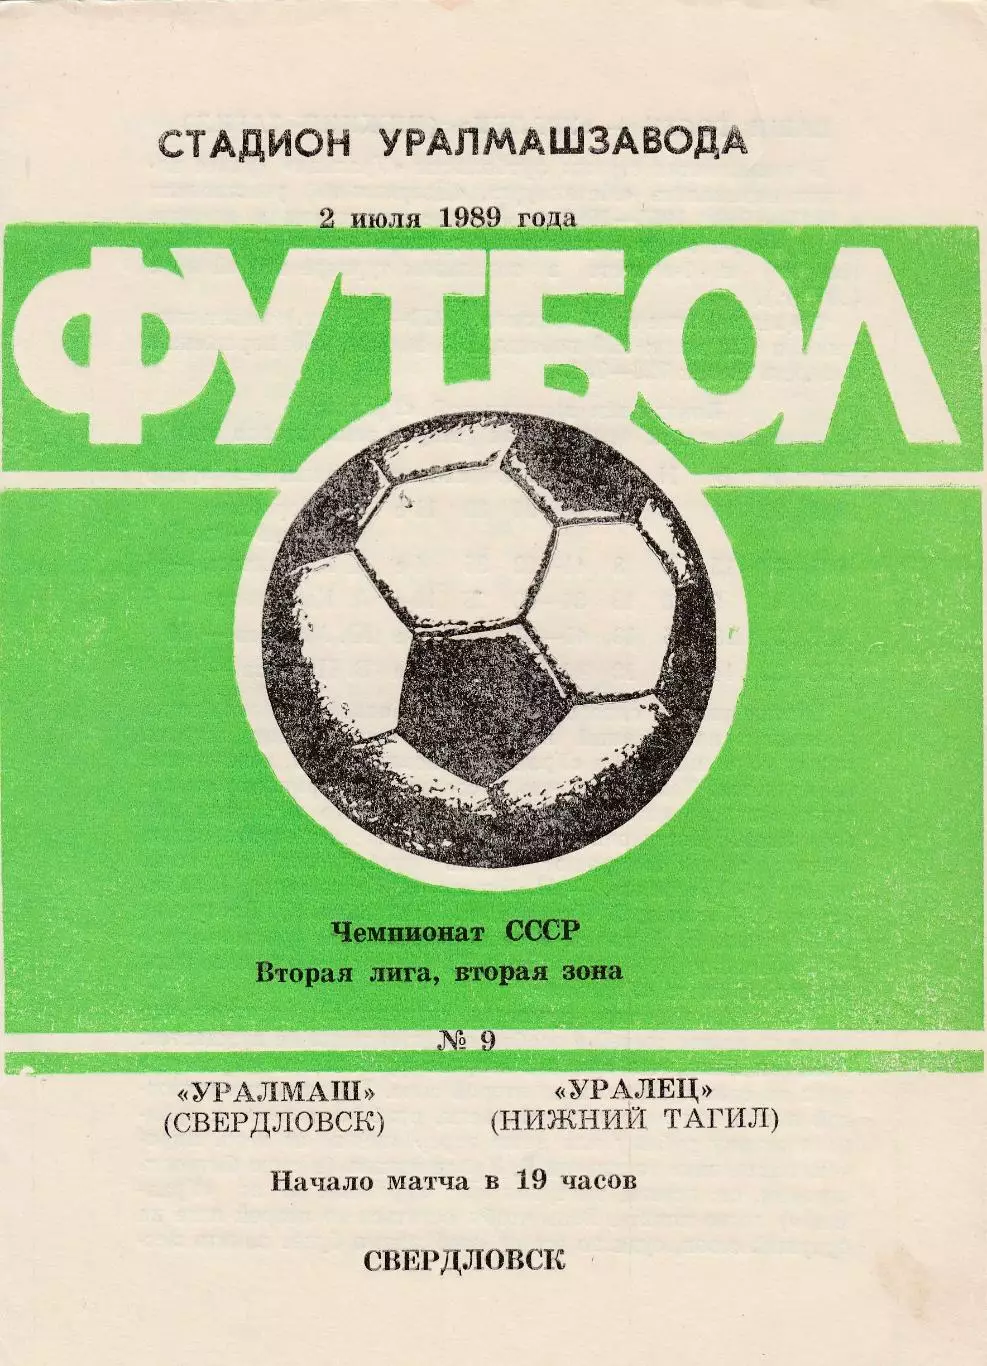 СТАДИОН УРАЛМАШЗАВОДА
2 июля 1989 года
ФУТБОЛ
Чемпионат СССР
Вторая лига, вторая зона
№ 9
«УРАЛМАШ» «УРАЛЕЦ»
(СВЕРДЛОВСК) (НИЖНИЙ ТАГИЛ)
Начало матча в 19 часов
СВЕРДЛОВСК